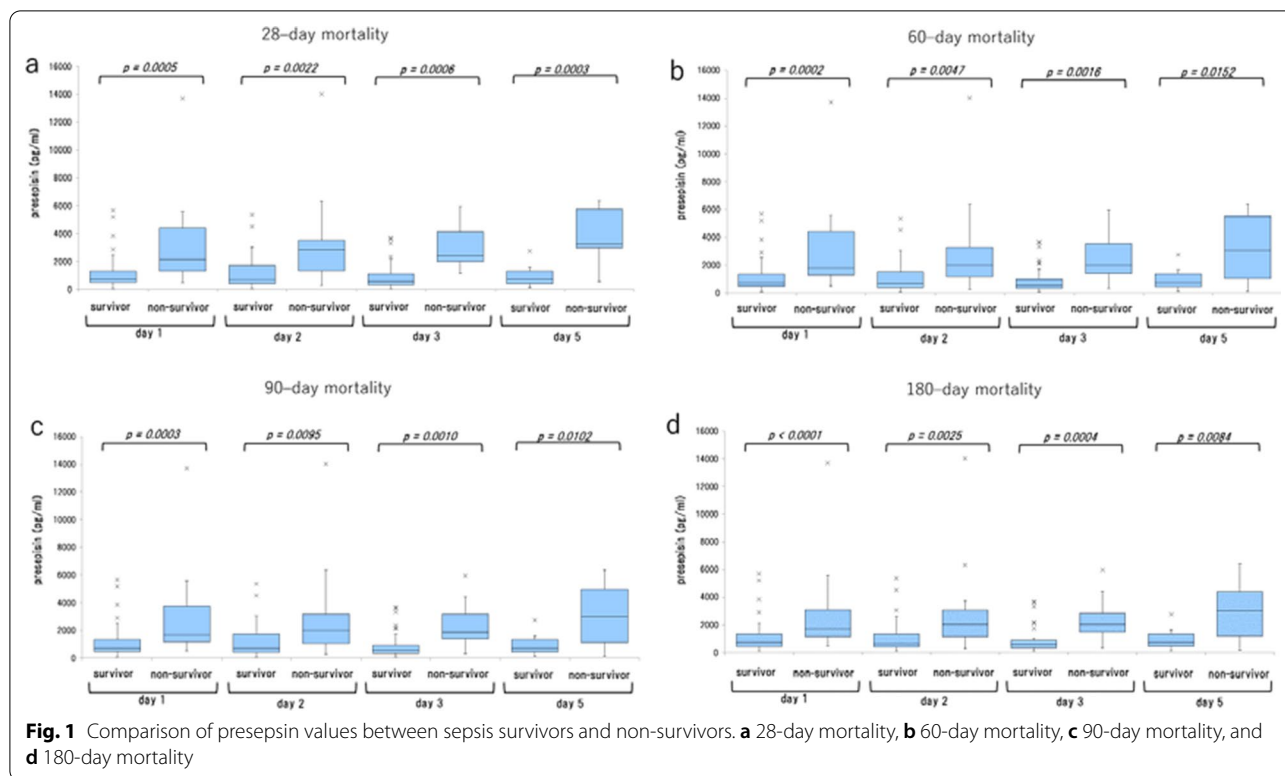 28-day mortality
a
p = 0.0005 p = 0.0022 p = 0.0006 p = 0.0003
16000
14000
12000
10000
8000
6000
4000
2000
0
presepisin (pg/ml)
survivor non-survivor survivor non-survivor survivor non-survivor survivor non-survivor
day 1 day 2 day 3 day 5
60-day mortality
b
p = 0.0002 p = 0.0047 p = 0.0016 p = 0.0152
16000
14000
12000
10000
8000
6000
4000
2000
0
presepisin (pg/ml)
survivor non-survivor survivor non-survivor survivor non-survivor survivor non-survivor
day 1 day 2 day 3 day 5
90-day mortality
c
p = 0.0003 p = 0.0095 p = 0.0010 p = 0.0102
16000
14000
12000
10000
8000
6000
4000
2000
0
presepisin (pg/ml)
survivor non-survivor survivor non-survivor survivor non-survivor survivor non-survivor
day 1 day 2 day 3 day 5
180-day mortality
d
p < 0.0001 p = 0.0025 p = 0.0004 p = 0.0084
16000
14000
12000
10000
8000
6000
4000
2000
0
presepisin (pg/ml)
survivor non-survivor survivor non-survivor survivor non-survivor survivor non-survivor
day 1 day 2 day 3 day 5
Fig. 1 Comparison of presepsin values between sepsis survivors and non-survivors. a 28-day mortality, b 60-day mortality, c 90-day mortality, and
d 180-day mortality